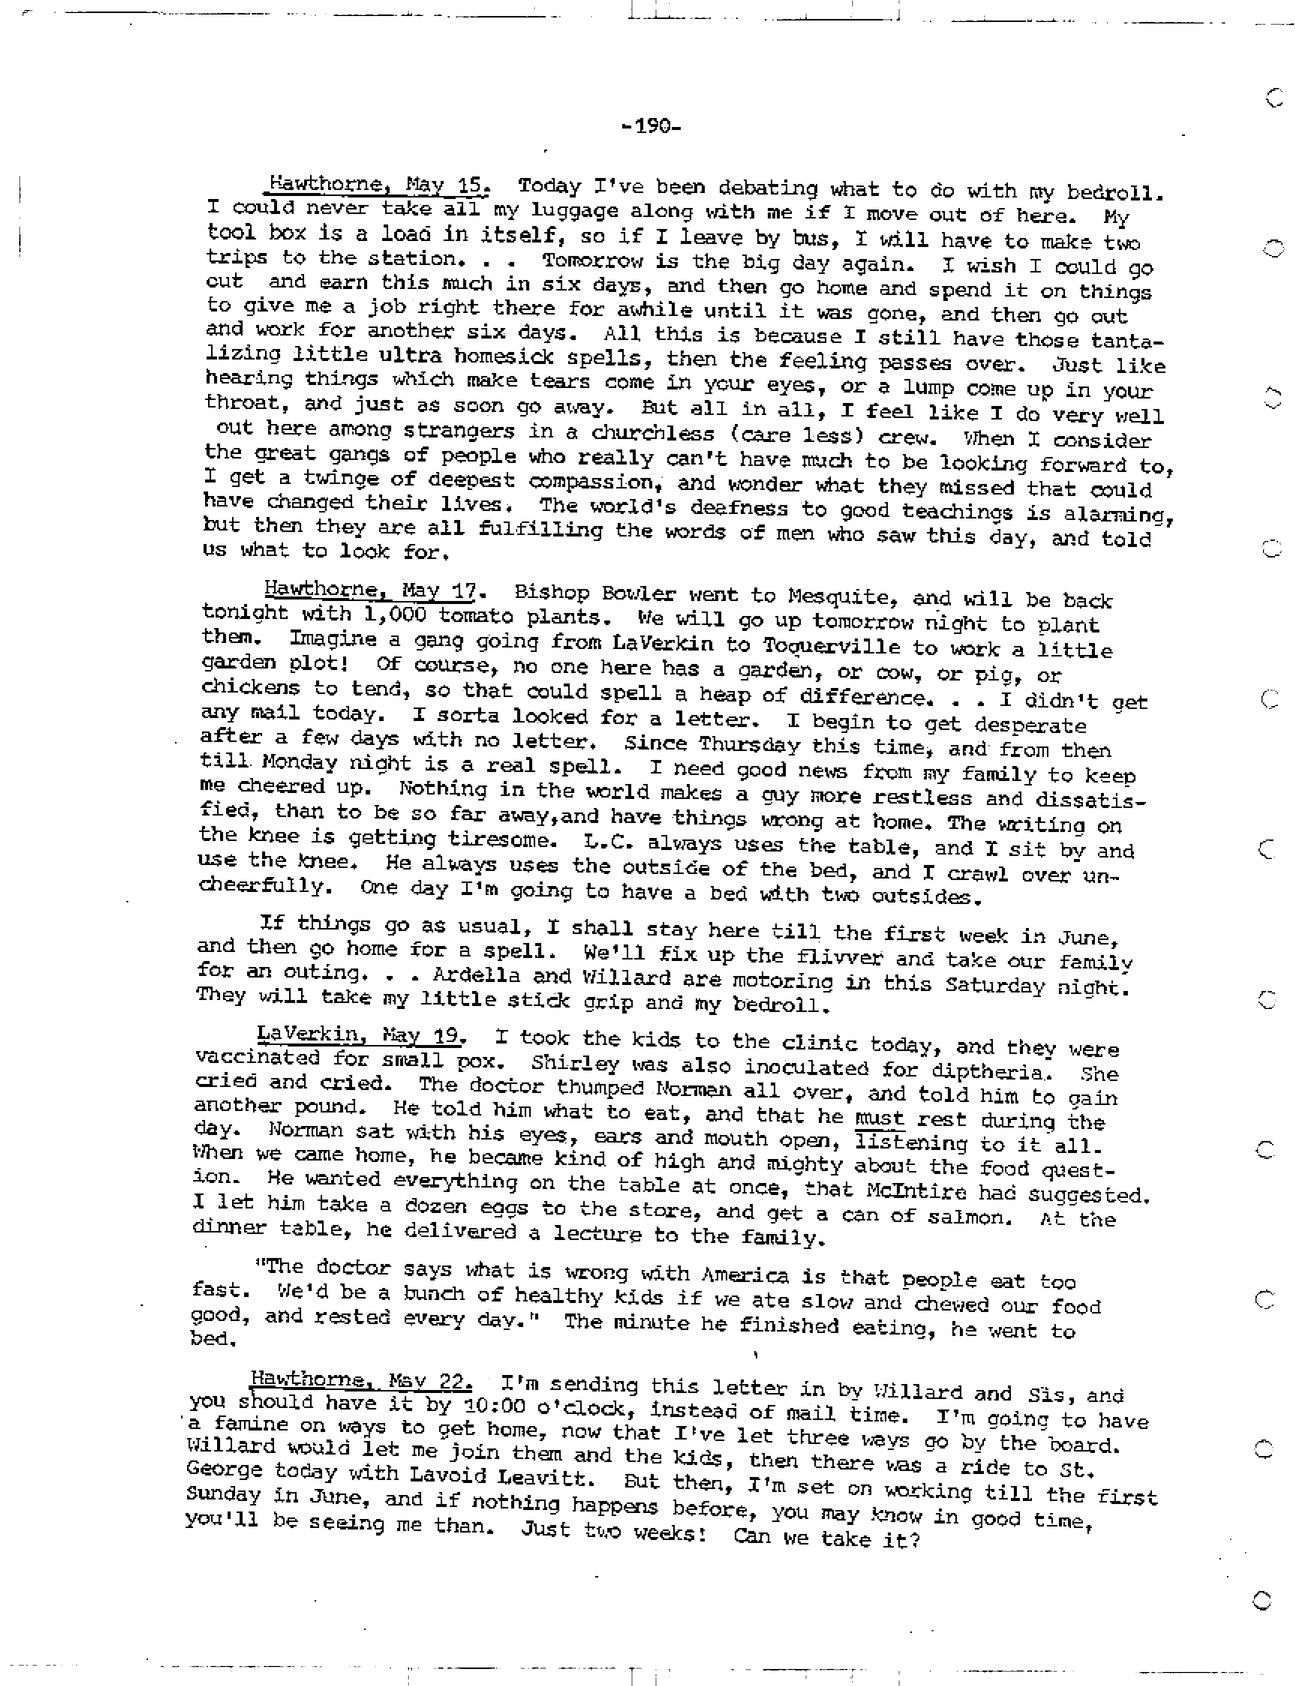 -190-
Hawthorne, May 15. Today I've been debating what to do with my bedroll.
I could never take all my luggage along with me if I move out of here. My
tool box is a load in itself, so if I leave by bus, I will have to make two
trips to the station. . . Tomorrow is the big day again. I wish I could go
out and earn this much in six days, and then go home and spend it on things
to give me a job right there for awhile until it was gone, and then go out
and work for another six days. All this is because I still have those tanta-
lizing little ultra homesick spells, then the feeling passes over. Just like
hearing things which make tears come in your eyes, or a lump come up in your
throat, and just as soon go away. But all in all, I feel like I do very well
out here among strangers in a churchless (care less) crew. When I consider
the great gangs of people who really can't have much to be looking forward to,
I get a twinge of deepest compassion, and wonder what they missed that could
have changed their lives. The world's deafness to good teachings is alarming,
but then they are all fulfilling the words of men who saw this day, and told
us what to look for.
Hawthorne, May 17. Bishop Bowler went to Mesquite, and will be back
tonight with 1,000 tomato plants. We will go up tomorrow night to plant
them. Imagine a gang going from LaVerkin to Toquerville to work a little
garden plot! Of course, no one here has a garden, or cow, or pig, or
chickens to tend, so that could spell a heap of difference. . . I didn't get
any mail today. I sorta looked for a letter. I begin to get desperate
after a few days with no letter. Since Thursday this time, and from then
till Monday night is a real spell. I need good news from my family to keep
me cheered up. Nothing in the world makes a guy more restless and dissatis-
fied, than to be so far away,and have things wrong at home. The writing on
the knee is getting tiresome. L.C. always uses the table, and I sit by and
use the knee. He always uses the outside of the bed, and I crawl over un-
cheerfully. One day I'm going to have a bed with two outsides.
If things go as usual, I shall stay here till the first week in June,
and then go home for a spell. We'll fix up the flivver and take our family
for an outing. . . Ardella and Willard are motoring in this Saturday night.
They will take my little stick grip and my bedroll.
LaVerkin, May 19. I took the kids to the clinic today, and they were
vaccinated for small pox. Shirley was also inoculated for diptheria. She
cried and cried. The doctor thumped Norman all over, and told him to gain
another pound. He told him what to eat, and that he must rest during the
day. Norman sat with his eyes, ears and mouth open, listening to it all.
When we came home, he became kind of high and mighty about the food quest-
ion. He wanted everything on the table at once, that McIntire had suggested.
I let him take a dozen eggs to the store, and get a can of salmon. At the
dinner table, he delivered a lecture to the family.
"The doctor says what is wrong with America is that people eat too
fast. We'd be a bunch of healthy kids if we ate slow and chewed our food
good, and rested every day." The minute he finished eating, he went to
bed.
Hawthorne, May 22. I'm sending this letter in by Willard and Sis, and
you should have it by 10:00 o'clock, instead of mail time. I'm going to have
a famine on ways to get home, now that I've let three ways go by the board.
Willard would let me join them and the kids, then there was a ride to St.
George today with Lavoid Leavitt. But then, I'm set on working till the first
Sunday in June, and if nothing happens before, you may know in good time,
you'll be seeing me than. Just two weeks! Can we take it?